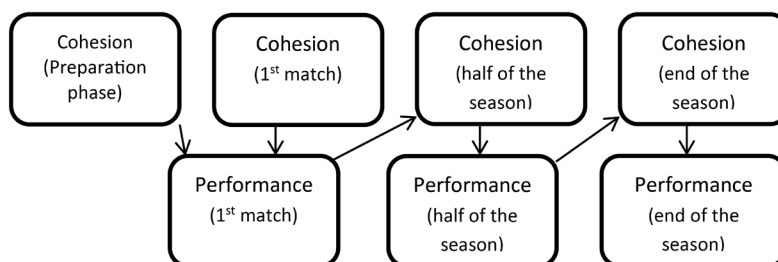 Cohesion
(Preparation
phase)
Cohesion
(1st match)
Cohesion
(half of the
season)
Cohesion
(end of the
season)
Performance
(1st match)
Performance
(half of the
season)
Performance
(end of the
season)